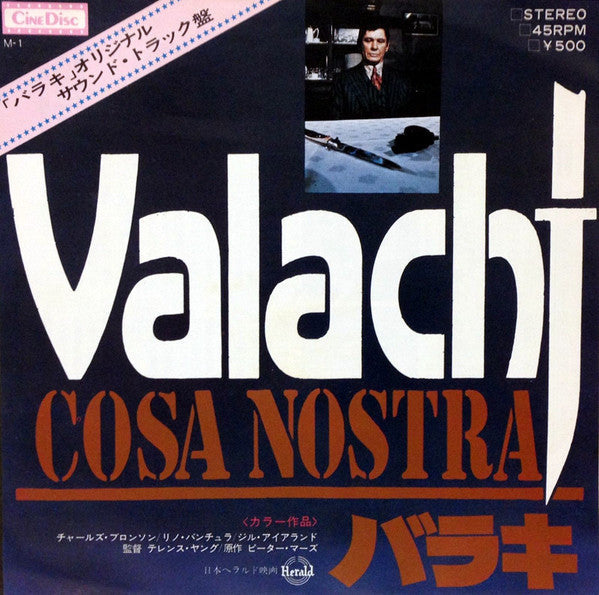 CINEDISC
M-1
「バラキ」オリジナル
サウンド・トラック盤
□STEREO
□45RPM
□¥500
Valachi
COSA NOSTRA
〈カラー作品〉
チャールズ・ブロンソン/リノ・バンチュラ/ジル・アイアランド
監督 テレンス・ヤング/原作 ピーター・マーズ
日本ヘラルド映画 Herald
バラキ